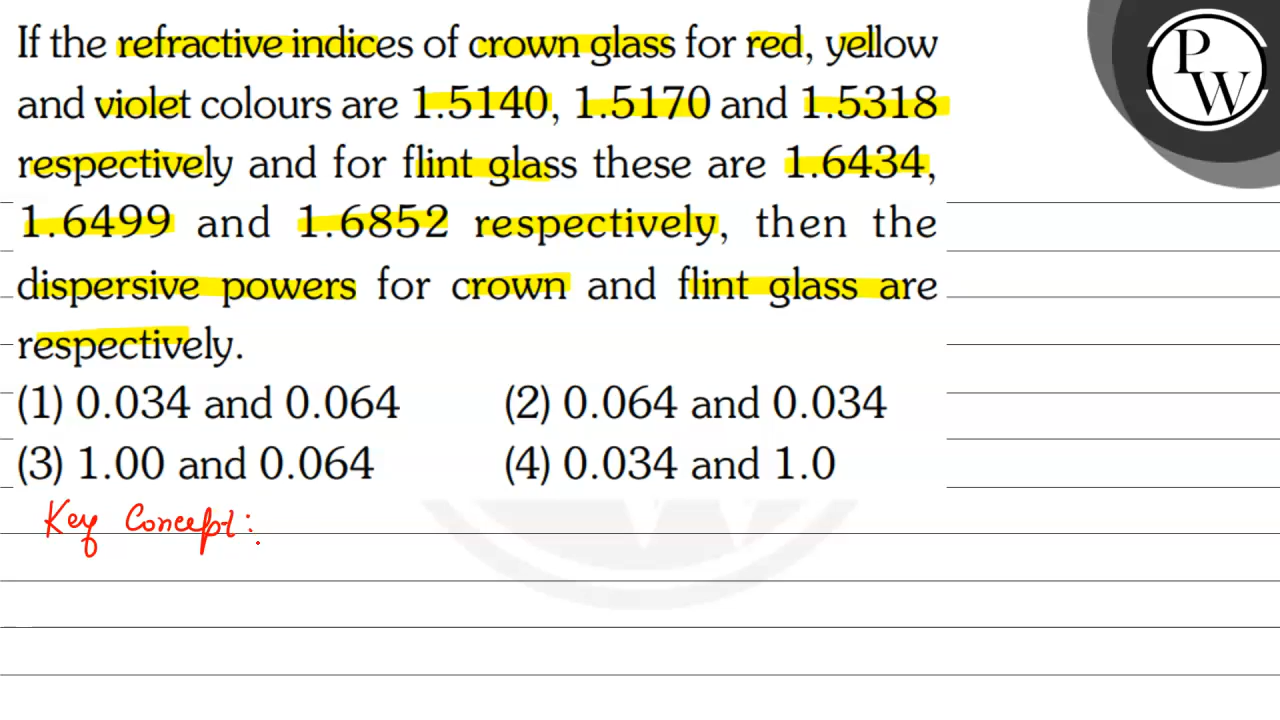 If the refractive indices of crown glass for red, yellow
and violet colours are 1.5140, 1.5170 and 1.5318
respectively and for flint glass these are 1.6434,
1.6499 and 1.6852 respectively, then the
dispersive powers for crown and flint glass are
respectively.
(1) 0.034 and 0.064 (2) 0.064 and 0.034
(3) 1.00 and 0.064 (4) 0.034 and 1.0
Key Concept:
P
W